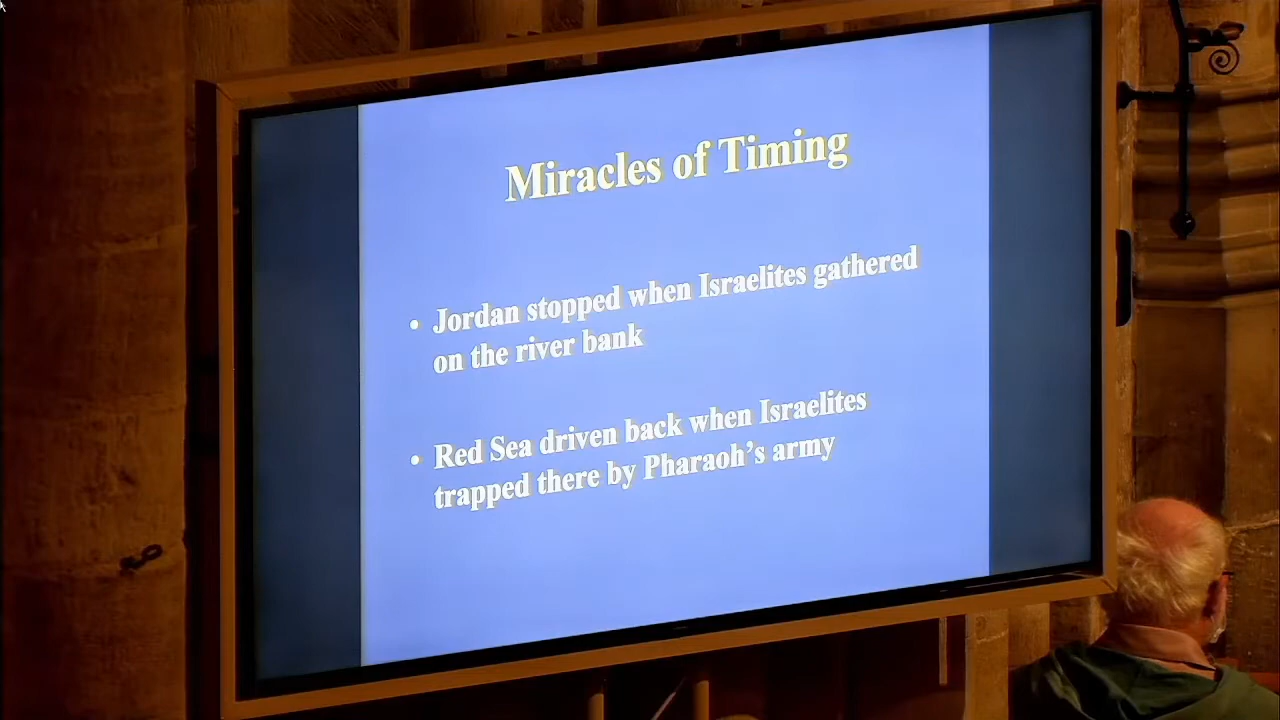 Miracles of Timing
• Jordan stopped when Israelites gathered
on the river bank
• Red Sea driven back when Israelites
trapped there by Pharaoh's army